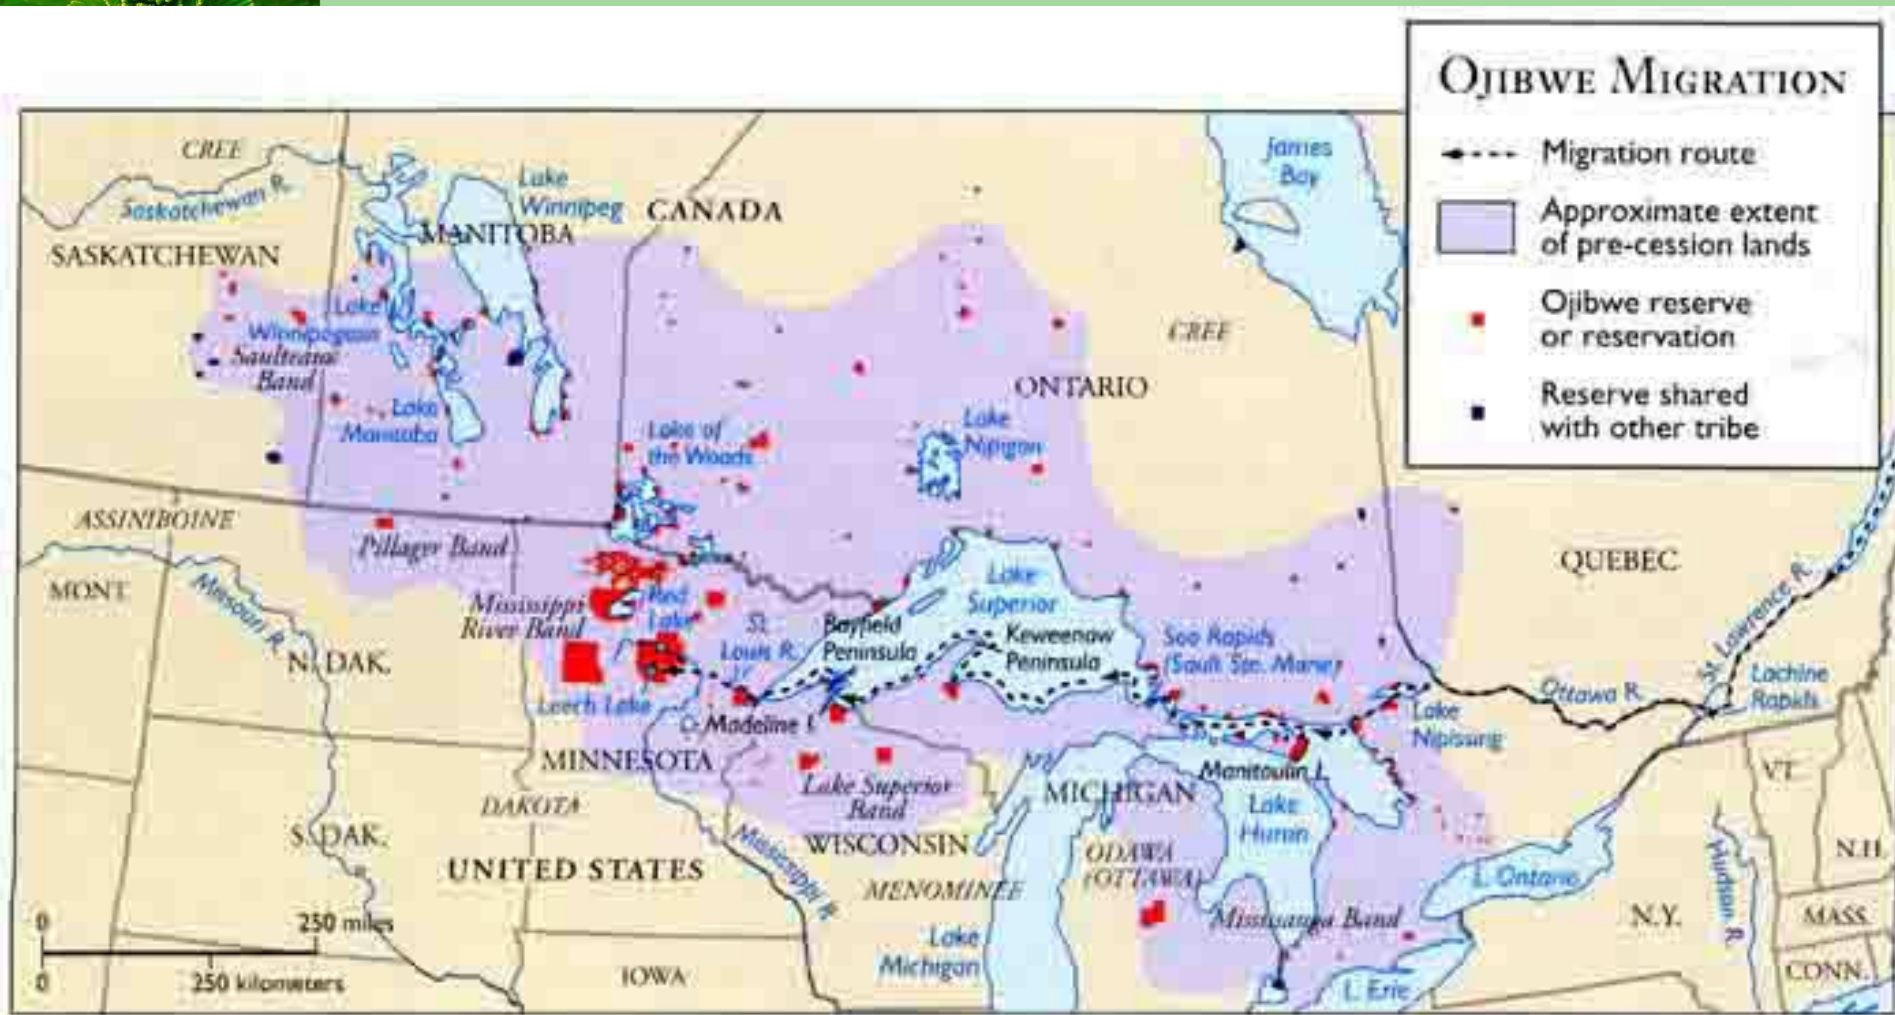 OJIBWE MIGRATION
Migration route
Approximate extent
of pre-cession lands
Ojibwe reserve
or reservation
Reserve shared
with other tribe
CREE
Saskatchewan R.
SASKATCHEWAN
Lake
Winnipeg
MANITOBA
CANADA
James
Bay
Lake
Winnipegosis
Saulteaux
Band
Lake
Manitoba
CREE
ONTARIO
Lake of
the Woods
Lake
Nipigon
ASSINIBOINE
Pillager Band
MONT.
Missouri R.
N. DAK.
Mississippi
River Band
Red
Lake
St.
Louis R.
Bayfield
Peninsula
Lake
Superior
Keweenaw
Peninsula
Soo Rapids
(Sault Ste. Marie)
QUEBEC
St. Lawrence R.
Ottawa R.
Lachine
Rapids
Lake
Nipissing
Leech Lake
Madeline I.
MINNESOTA
Lake Superior
Band
MICHIGAN
Manitoulin I.
Lake
Huron
VT.
N.H.
DAKOTA
S. DAK.
UNITED STATES
Mississippi R.
WISCONSIN
MENOMINEE
ODAWA
(OTTAWA)
Mississauga Band
L. Ontario
Hudson R.
N.Y.
MASS.
CONN.
Lake
Michigan
L. Erie
IOWA
0
250 miles
0
250 kilometers